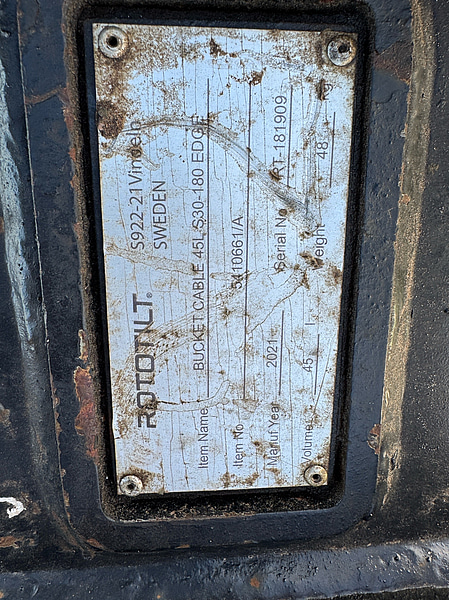 ROTOTILT®
S922-21 Vindeln
SWEDEN
Item Name BUCKET CABLE 45L S30-180 EDGE
Item No 5410661/A
Manuf Year 2021 Serial No T-181909
Volume 45 l Weight 48 kg